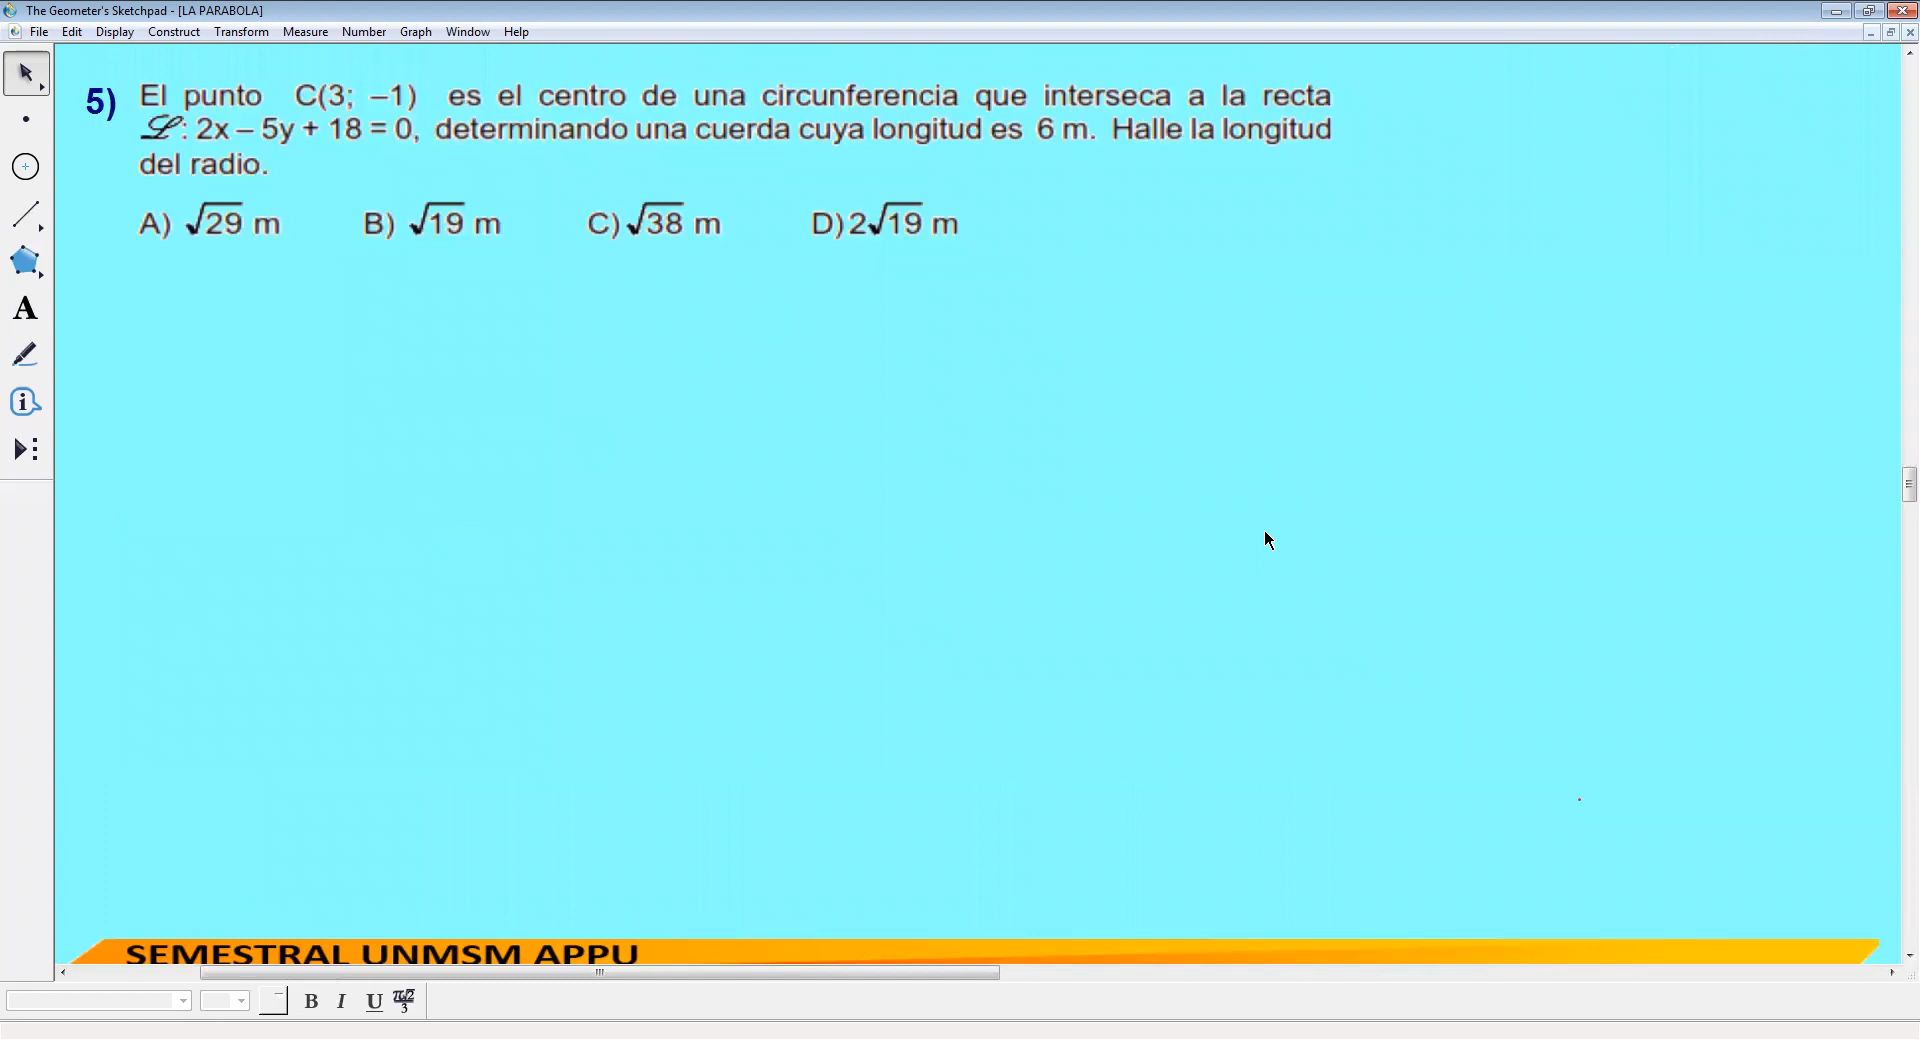 The Geometer's Sketchpad - [LA PARABOLA]
File Edit Display Construct Transform Measure Graph Number Window Help
5) El punto C(3; –1) es el centro de una circunferencia que interseca a la recta
ℒ: 2x – 5y + 18 = 0, determinando una cuerda cuya longitud es 6 m. Halle la longitud
del radio.
A) √29 m B) √19 m C) √38 m D) 2√19 m
A
SEMESTRAL UNMSM APPU
B I U